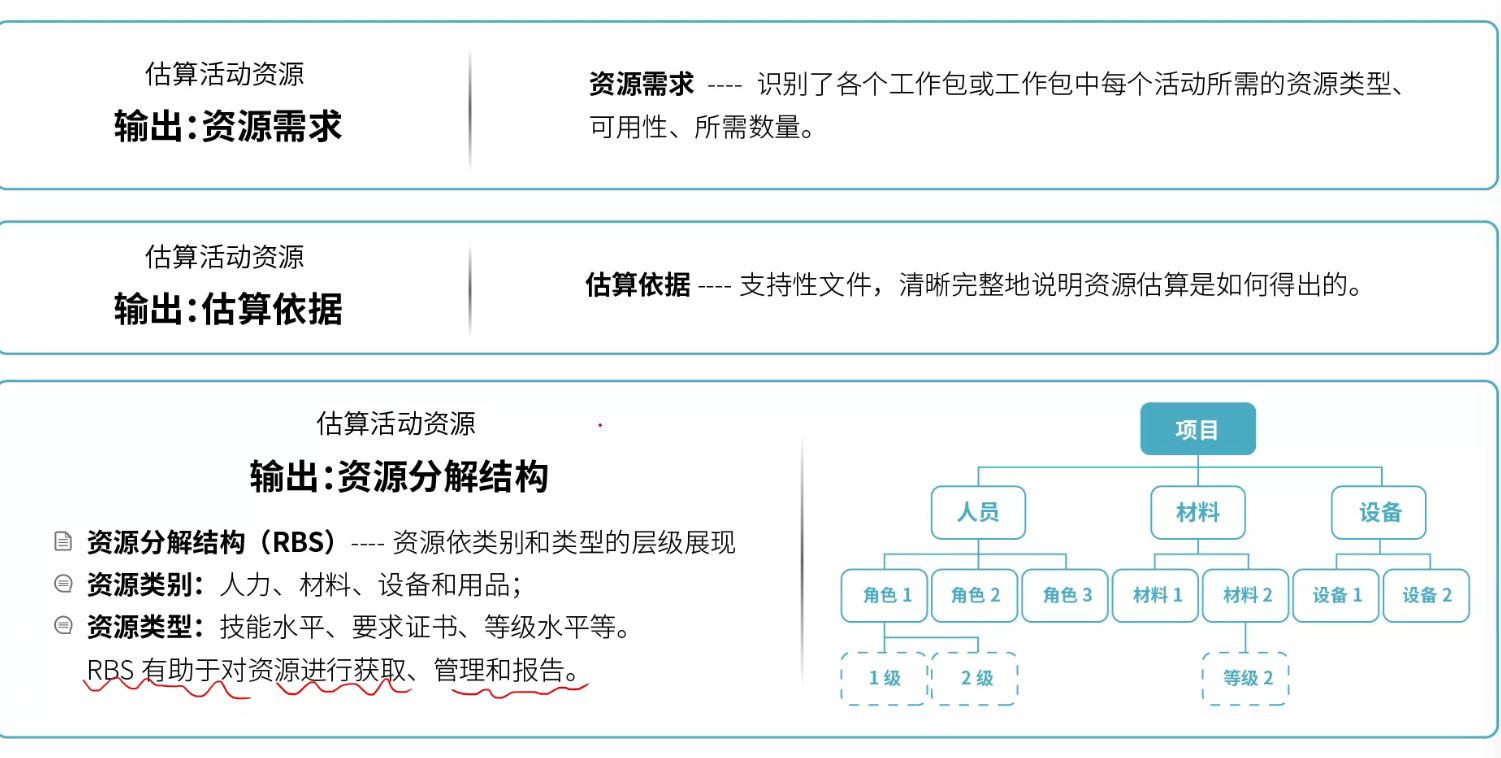 估算活动资源
输出:资源需求
资源需求 ---- 识别了各个工作包或工作包中每个活动所需的资源类型、
可用性、所需数量。
估算活动资源
输出:估算依据
估算依据 ---- 支持性文件，清晰完整地说明资源估算是如何得出的。
估算活动资源
输出:资源分解结构
资源分解结构（RBS）---- 资源依类别和类型的层级展现
资源类别：人力、材料、设备和用品；
资源类型：技能水平、要求证书、等级水平等。
RBS 有助于对资源进行获取、管理和报告。
项目
人员 材料 设备
角色 1 角色 2 角色 3 材料 1 材料 2 设备 1 设备 2
1 级 2 级 等级 2